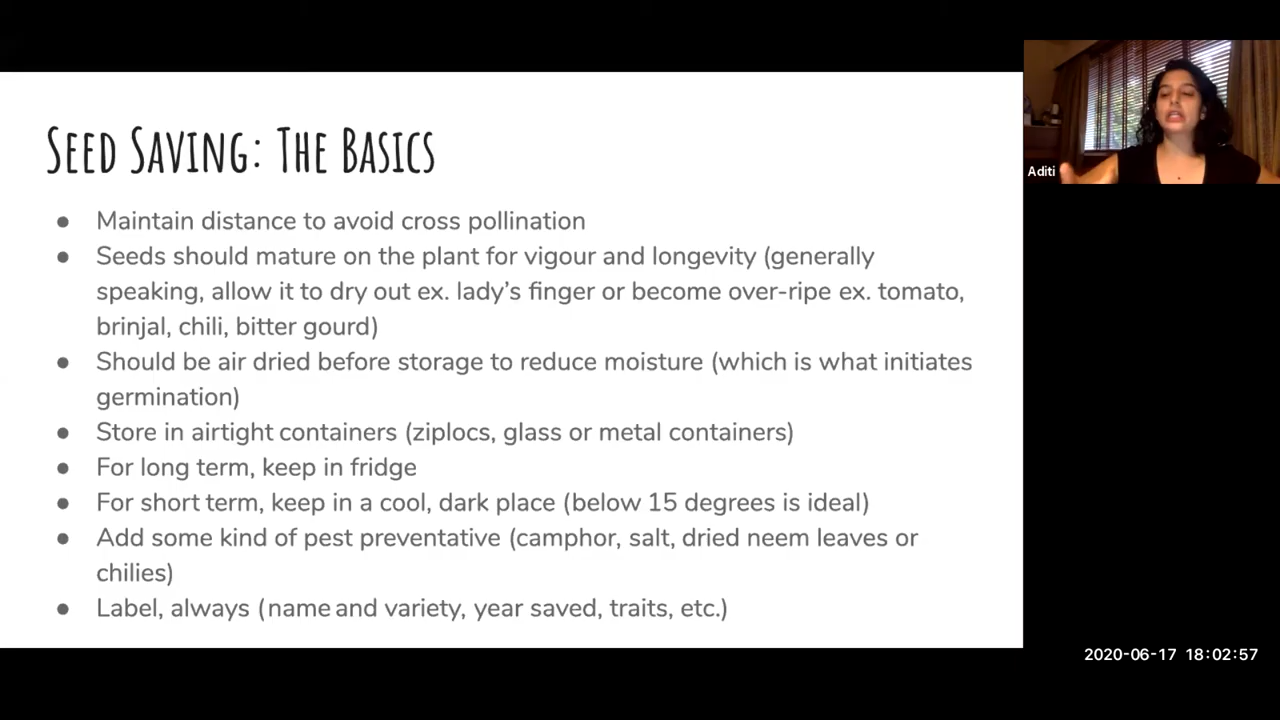 SEED SAVING: THE BASICS
● Maintain distance to avoid cross pollination
● Seeds should mature on the plant for vigour and longevity (generally
speaking, allow it to dry out ex. lady's finger or become over-ripe ex. tomato,
brinjal, chili, bitter gourd)
● Should be air dried before storage to reduce moisture (which is what initiates
germination)
● Store in airtight containers (ziplocs, glass or metal containers)
● For long term, keep in fridge
● For short term, keep in a cool, dark place (below 15 degrees is ideal)
● Add some kind of pest preventative (camphor, salt, dried neem leaves or
chilies)
● Label, always (name and variety, year saved, traits, etc.)
Aditi
2020-06-17 18:02:57